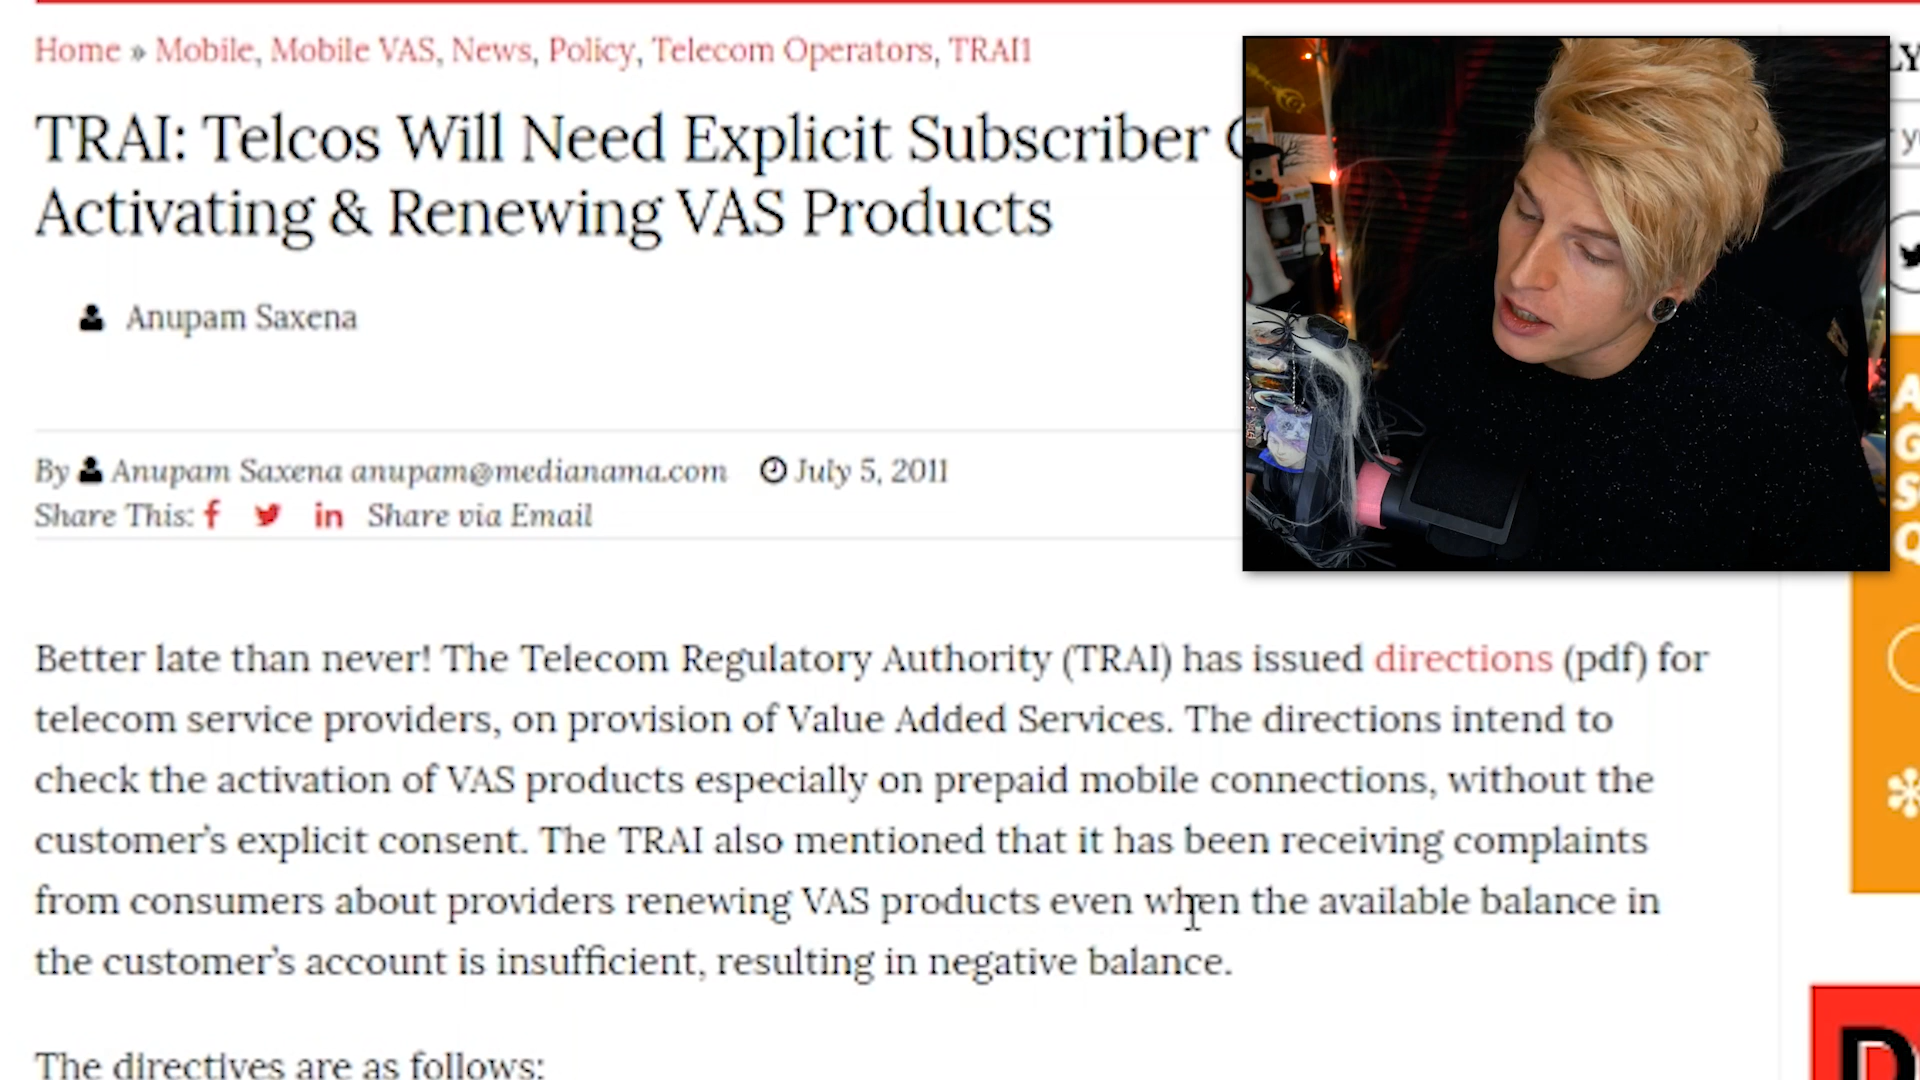 Home » Mobile, Mobile VAS, News, Policy, Telecom Operators, TRAI1
TRAI: Telcos Will Need Explicit Subscriber
Activating & Renewing VAS Products
Anupam Saxena
By Anupam Saxena anupam@medianama.com July 5, 2011
Share This: Share via Email
Better late than never! The Telecom Regulatory Authority (TRAI) has issued directions (pdf) for
telecom service providers, on provision of Value Added Services. The directions intend to
check the activation of VAS products especially on prepaid mobile connections, without the
customer’s explicit consent. The TRAI also mentioned that it has been receiving complaints
from consumers about providers renewing VAS products even when the available balance in
the customer’s account is insufficient, resulting in negative balance.
The directives are as follows: